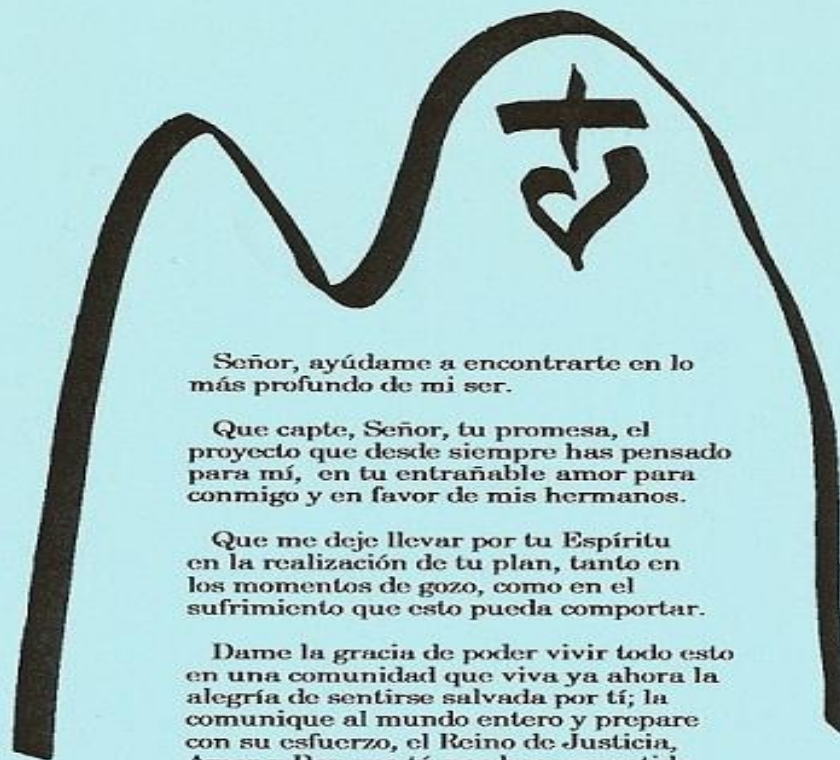 Señor, ayúdame a encontrarte en lo
más profundo de mi ser.
Que capte, Señor, tu promesa, el
proyecto que desde siempre has pensado
para mí, en tu entrañable amor para
conmigo y en favor de mis hermanos.
Que me deje llevar por tu Espíritu
en la realización de tu plan, tanto en
los momentos de gozo, como en el
sufrimiento que esto pueda comportar.
Dame la gracia de poder vivir todo esto
en una comunidad que viva ya ahora la
alegría de sentirse salvada por tí; la
comunique al mundo entero y prepare
con su esfuerzo, el Reino de Justicia,